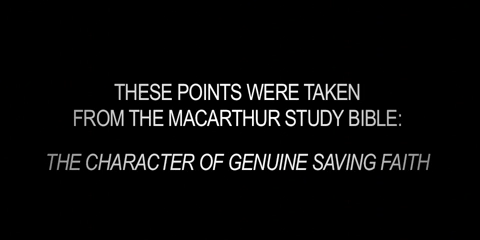 THESE POINTS WERE TAKEN
FROM THE MACARTHUR STUDY BIBLE:
THE CHARACTER OF GENUINE SAVING FAITH